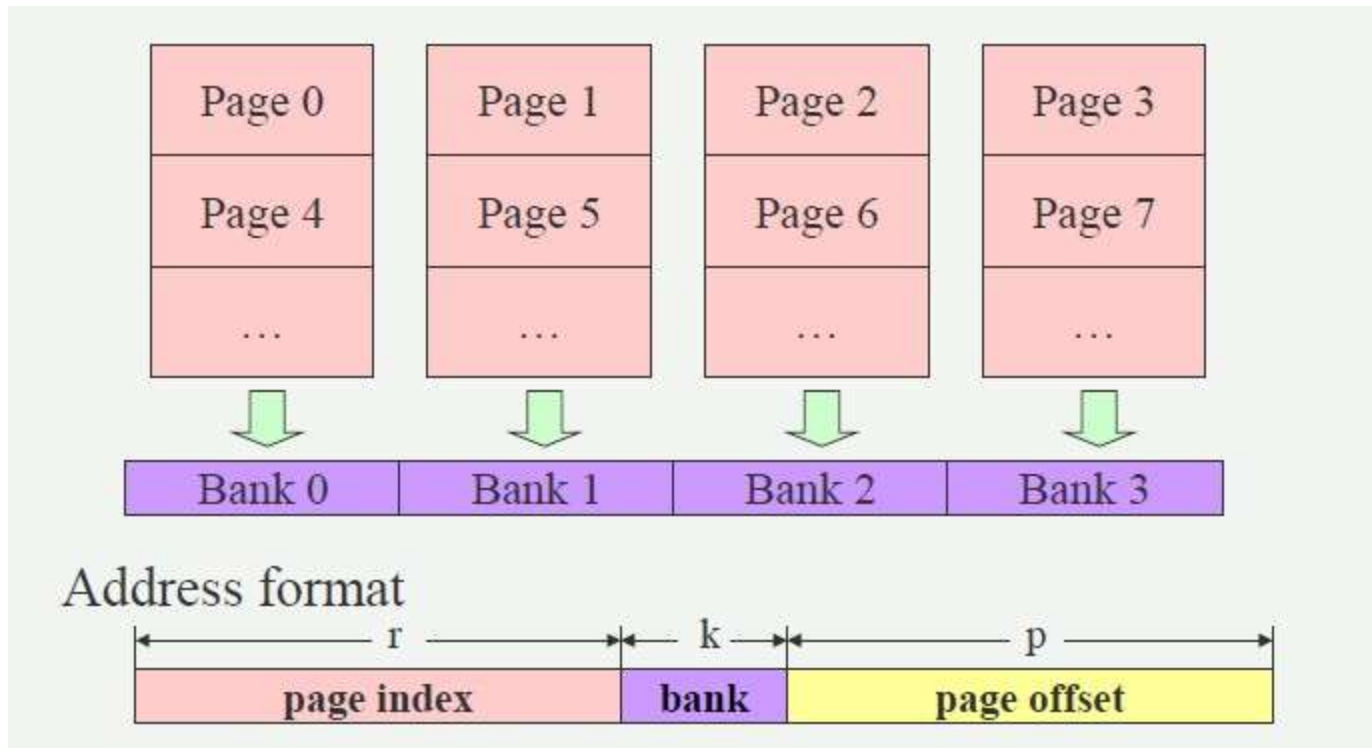 Page 0 Page 1 Page 2 Page 3
Page 4 Page 5 Page 6 Page 7
… … … …
Bank 0 Bank 1 Bank 2 Bank 3
Address format
r k p
page index bank page offset